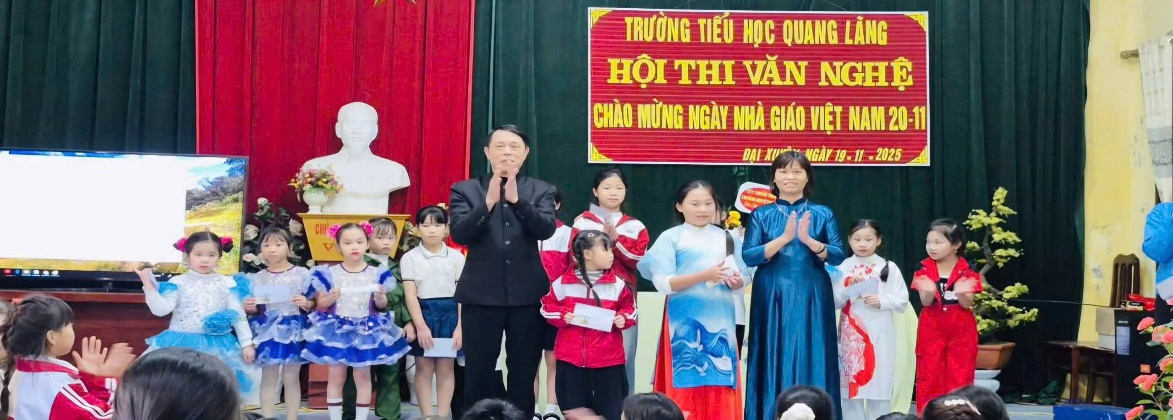 TRƯỜNG TIỂU HỌC QUANG LÃNG
HỘI THI VĂN NGHỆ
CHÀO MỪNG NGÀY NHÀ GIÁO VIỆT NAM 20-11
ĐẠI XUYÊN, NGÀY 19.11.2025